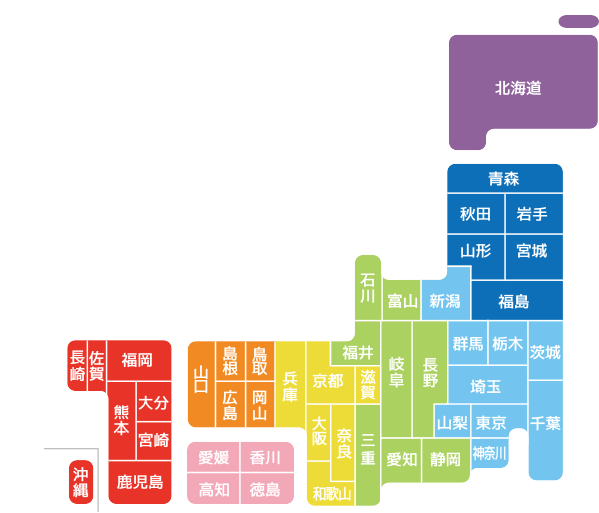 北海道
青森
秋田
岩手
山形
宮城
福島
石川
富山
新潟
福井
岐阜
長野
群馬
栃木
茨城
埼玉
山梨
東京
千葉
神奈川
愛知
静岡
三重
滋賀
京都
兵庫
大阪
奈良
和歌山
鳥取
島根
岡山
広島
山口
愛媛
香川
高知
徳島
福岡
佐賀
長崎
熊本
大分
宮崎
鹿児島
沖縄